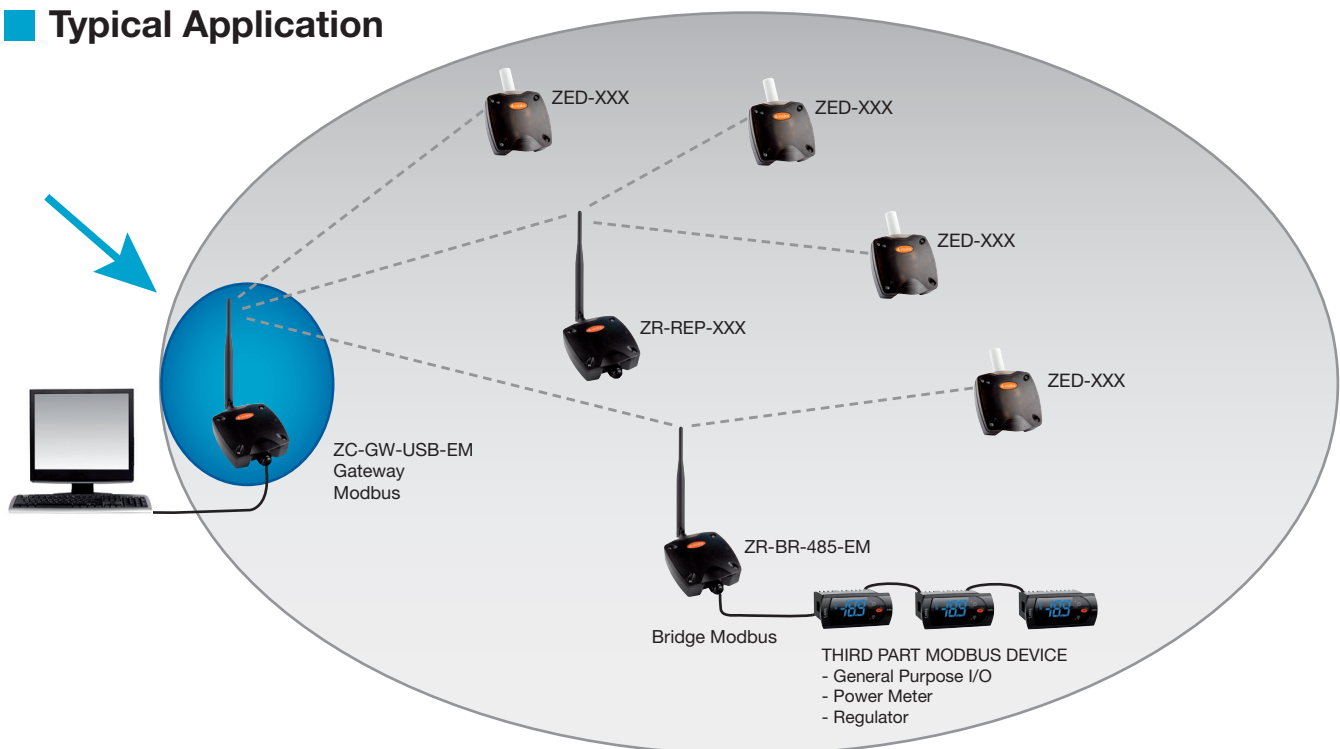 Typical Application
ZED-XXX
ZED-XXX
ZED-XXX
ZR-REP-XXX
ZED-XXX
ZC-GW-USB-EM
Gateway
Modbus
ZR-BR-485-EM
Bridge Modbus
THIRD PART MODBUS DEVICE
- General Purpose I/O
- Power Meter
- Regulator